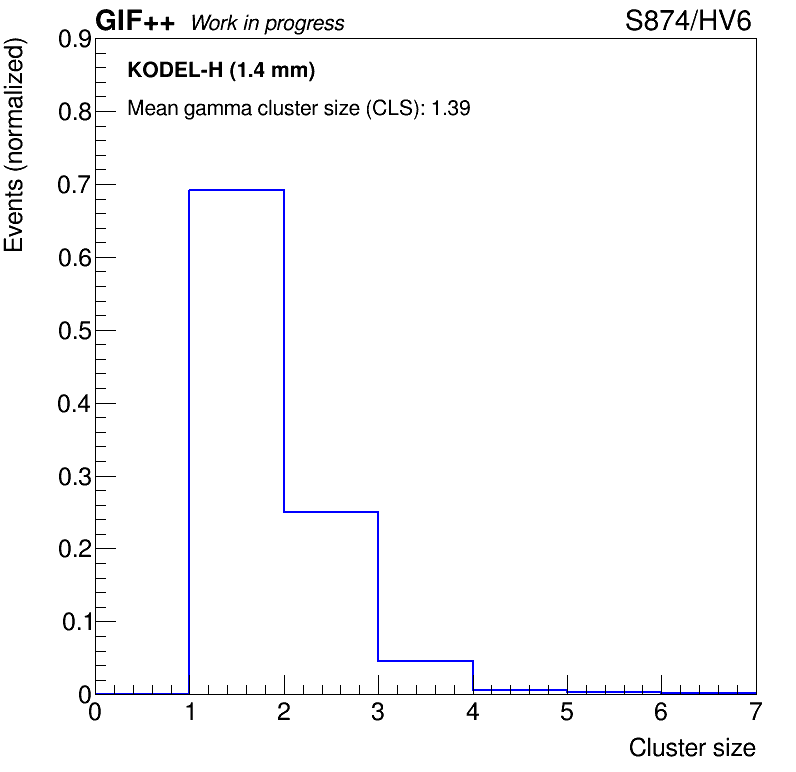 GIF++ Work in progress S874/HV6
KODEL-H (1.4 mm)
Mean gamma cluster size (CLS): 1.39
Events (normalized)
0.9
0.8
0.7
0.6
0.5
0.4
0.3
0.2
0.1
0
0 1 2 3 4 5 6 7
Cluster size